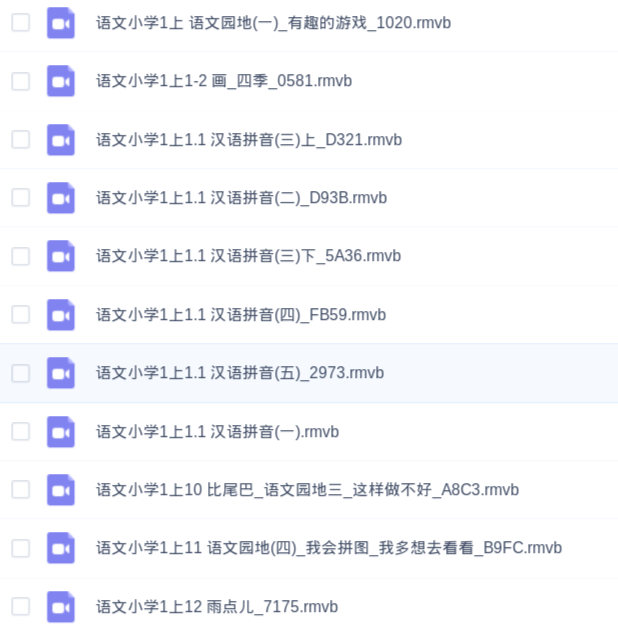 语文小学1上 语文园地(一)_有趣的游戏_1020.rmvb
语文小学1上1-2 画_四季_0581.rmvb
语文小学1上1.1 汉语拼音(三)上_D321.rmvb
语文小学1上1.1 汉语拼音(二)_D93B.rmvb
语文小学1上1.1 汉语拼音(三)下_5A36.rmvb
语文小学1上1.1 汉语拼音(四)_FB59.rmvb
语文小学1上1.1 汉语拼音(五)_2973.rmvb
语文小学1上1.1 汉语拼音(一).rmvb
语文小学1上10 比尾巴_语文园地三_这样做不好_A8C3.rmvb
语文小学1上11 语文园地(四)_我会拼图_我多想去看看_B9FC.rmvb
语文小学1上12 雨点儿_7175.rmvb